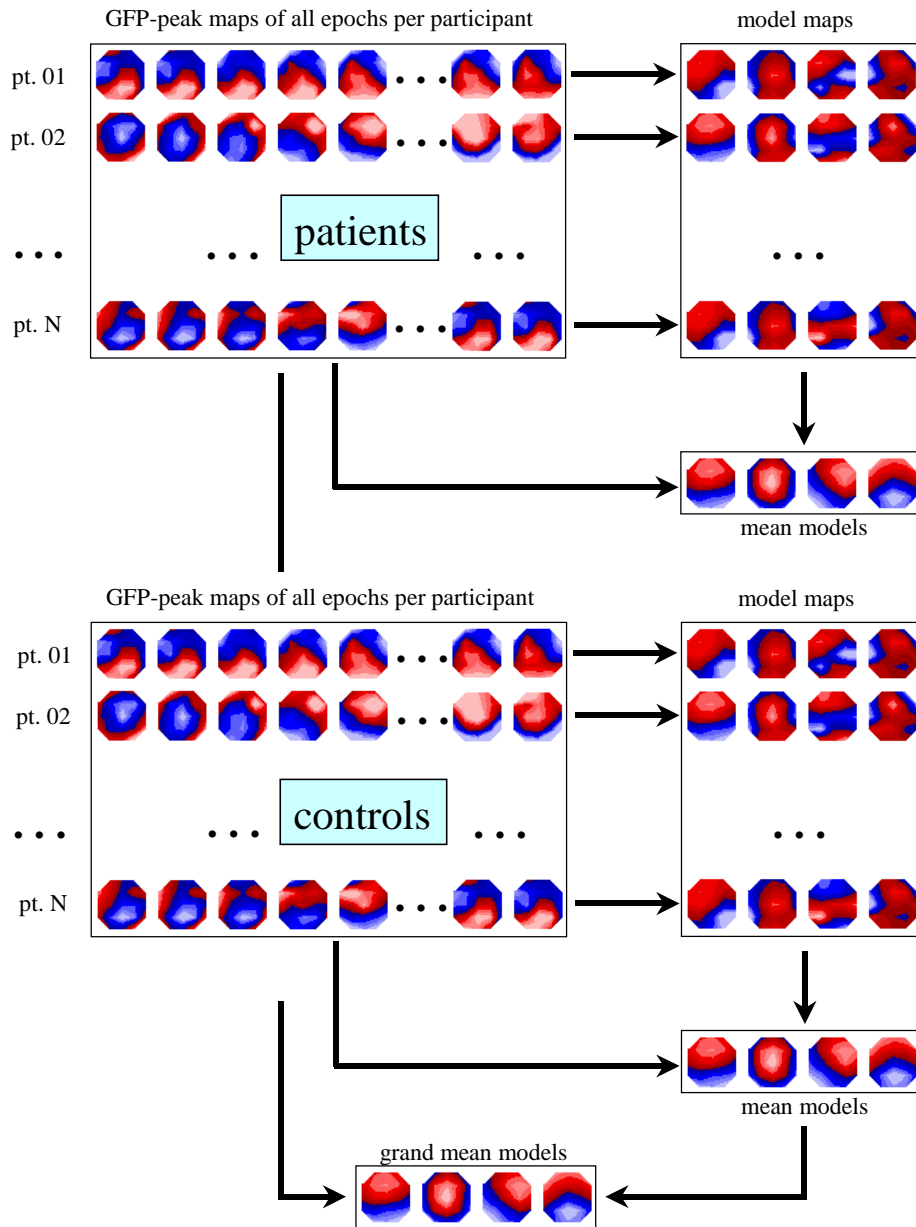 GFP-peak maps of all epochs per participant
model maps
pt. 01
pt. 02
patients
pt. N
mean models
GFP-peak maps of all epochs per participant
model maps
pt. 01
pt. 02
controls
pt. N
mean models
grand mean models